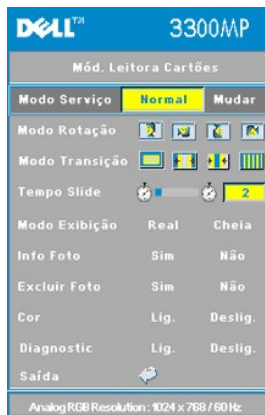 DELL™ 3300MP
Mód. Leitora Cartões
Modo Serviço Normal Mudar
Modo Rotação
Modo Transição
Tempo Slide 2
Modo Exibição Real Cheia
Info Foto Sim Não
Excluir Foto Sim Não
Cor Lig. Deslig.
Diagnostic Lig. Deslig.
Saída
Analog RGB Resolution : 1024 x 768 / 60 Hz